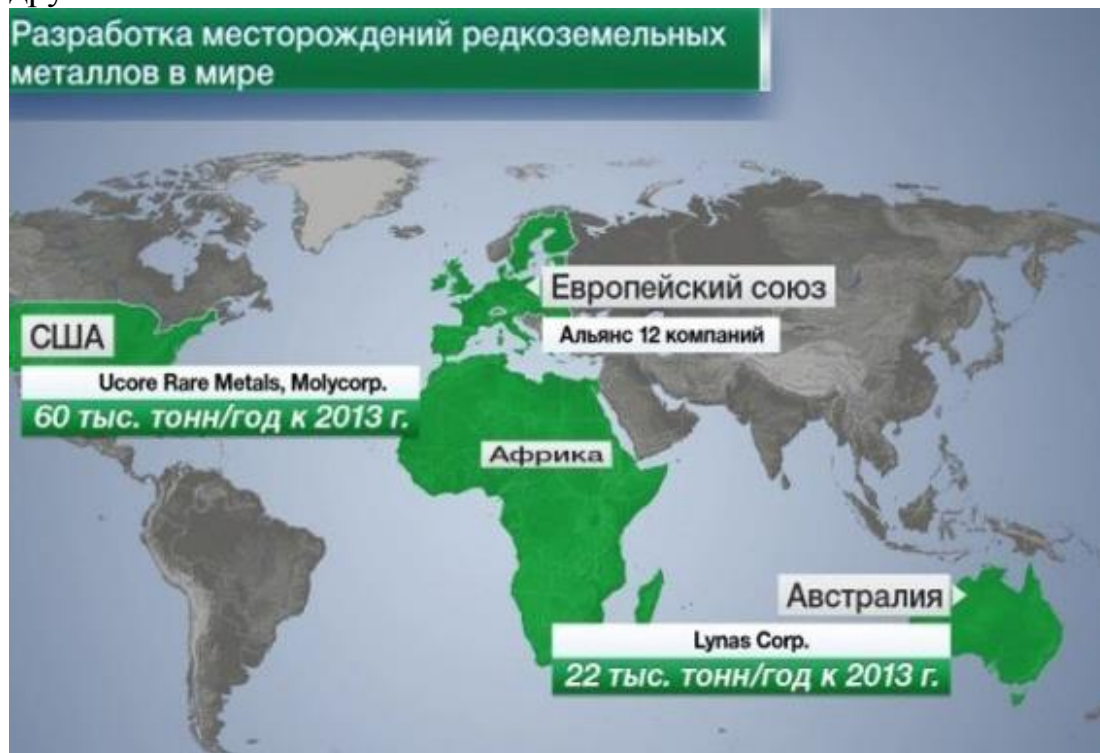 Разработка месторождений редкоземельных
металлов в мире
Европейский союз
Альянс 12 компаний
США
Ucore Rare Metals, Molycorp.
60 тыс. тонн/год к 2013 г.
Африка
Австралия
Lynas Corp.
22 тыс. тонн/год к 2013 г.